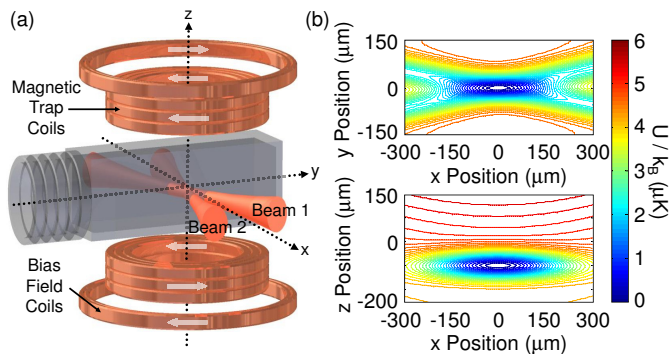 (a)
z
Magnetic
Trap
Coils
y
Beam 1
Beam 2
x
Bias
Field
Coils
(b)
y Position (μm)
150
0
-150
-300 -150 0 150 300
x Position (μm)
z Position (μm)
150
0
-200
-300 -150 0 150 300
x Position (μm)
6
5
4
3
2
1
0
U / kB (μK)